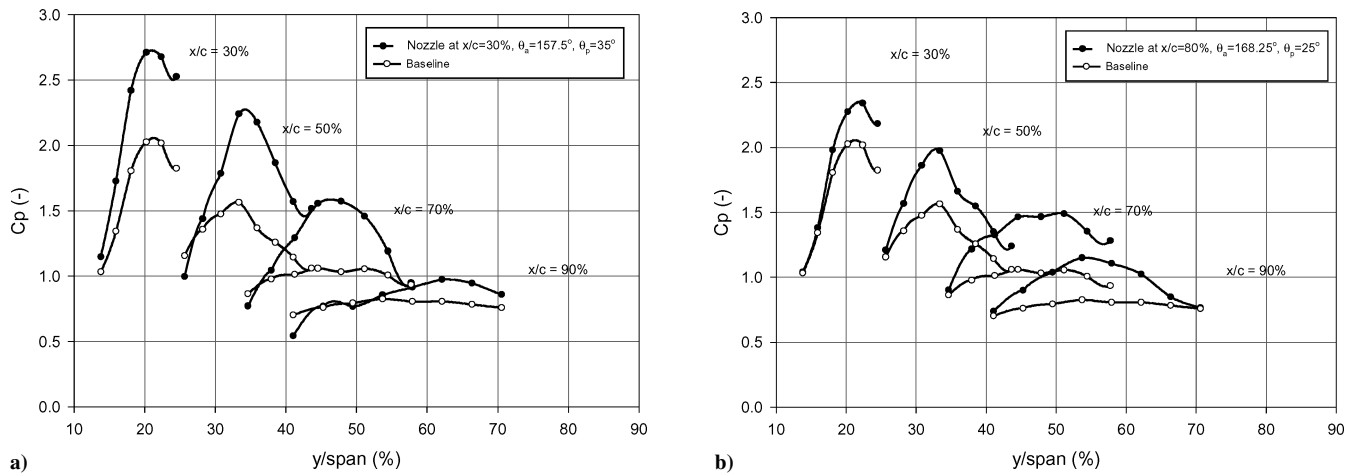 3.0
2.5
2.0
1.5
1.0
0.5
0.0
Cp (-)
10 20 30 40 50 60 70 80 90
y/span (%)
x/c = 30%
x/c = 50%
x/c = 70%
x/c = 90%
Nozzle at x/c=30%, θa=157.5°, θp=35°
Baseline
a)
3.0
2.5
2.0
1.5
1.0
0.5
0.0
Cp (-)
10 20 30 40 50 60 70 80 90
y/span (%)
x/c = 30%
x/c = 50%
x/c = 70%
x/c = 90%
Nozzle at x/c=80%, θa=168.25°, θp=25°
Baseline
b)